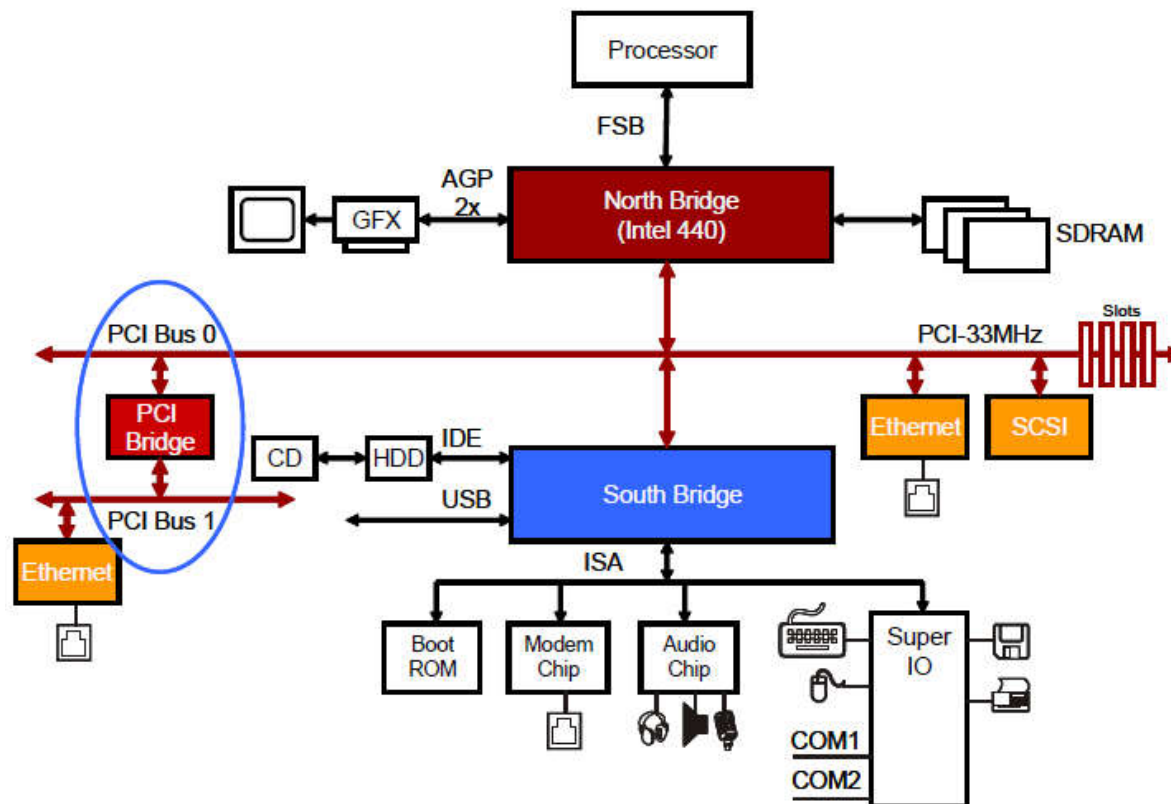 Processor
FSB
AGP
2x
GFX
North Bridge
(Intel 440)
SDRAM
PCI Bus 0
PCI-33MHz
Slots
PCI
Bridge
Ethernet
SCSI
CD
HDD
IDE
USB
South Bridge
PCI Bus 1
Ethernet
ISA
Boot
ROM
Modem
Chip
Audio
Chip
Super
IO
COM1
COM2